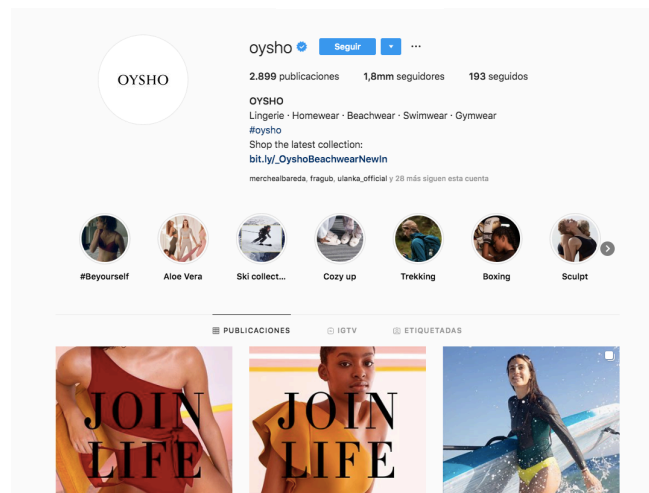 OYSHO
oysho Seguir ...
2.899 publicaciones 1,8mm seguidores 193 seguidos
OYSHO
Lingerie · Homewear · Beachwear · Swimwear · Gymwear
#oysho
Shop the latest collection:
bit.ly/_OyshoBeachwearNewIn
merchealbareda, fragub, ulanka_official y 28 más siguen esta cuenta
#Beyourself Aloe Vera Ski collect... Cozy up Trekking Boxing Sculpt
PUBLICACIONES IGTV ETIQUETADAS
JOIN
LIFE
JOIN
LIFE